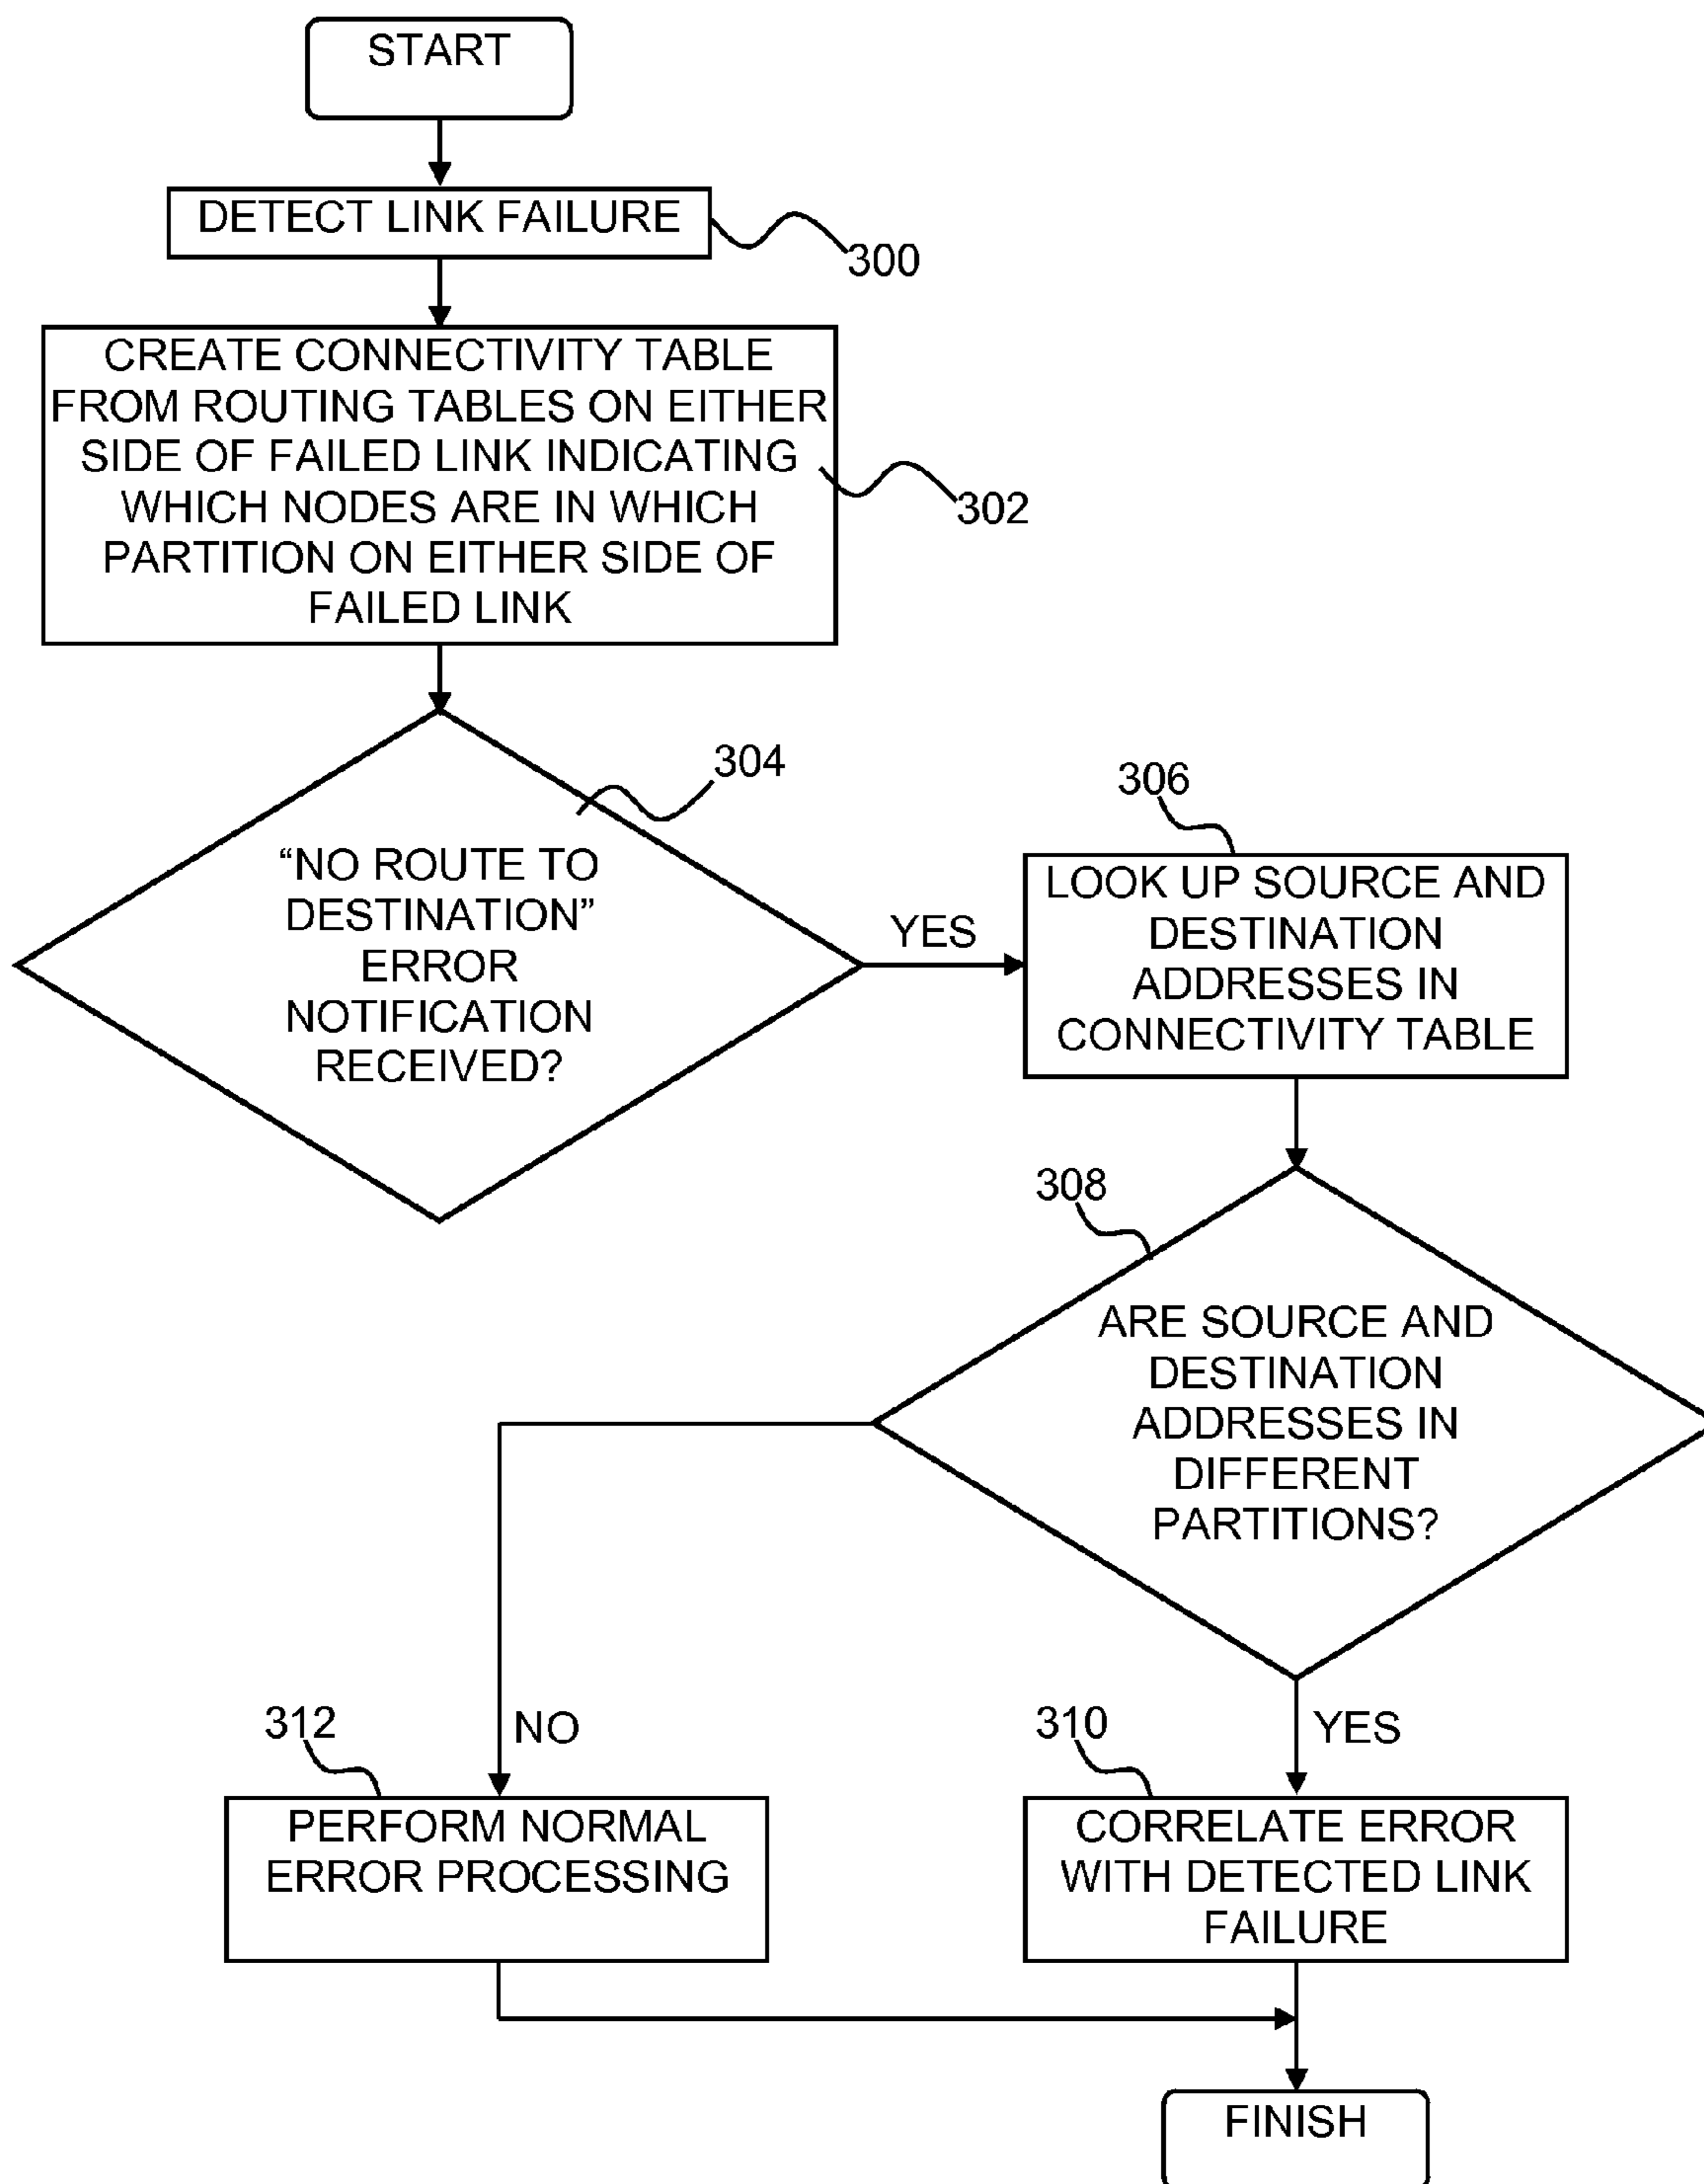 START
DETECT LINK FAILURE
300
CREATE CONNECTIVITY TABLE
FROM ROUTING TABLES ON EITHER
SIDE OF FAILED LINK INDICATING
WHICH NODES ARE IN WHICH
PARTITION ON EITHER SIDE OF
FAILED LINK
302
304
“NO ROUTE TO
DESTINATION”
ERROR
NOTIFICATION
RECEIVED?
YES
306
LOOK UP SOURCE AND
DESTINATION
ADDRESSES IN
CONNECTIVITY TABLE
308
ARE SOURCE AND
DESTINATION
ADDRESSES IN
DIFFERENT
PARTITIONS?
312
NO
310
YES
PERFORM NORMAL
ERROR PROCESSING
CORRELATE ERROR
WITH DETECTED LINK
FAILURE
FINISH